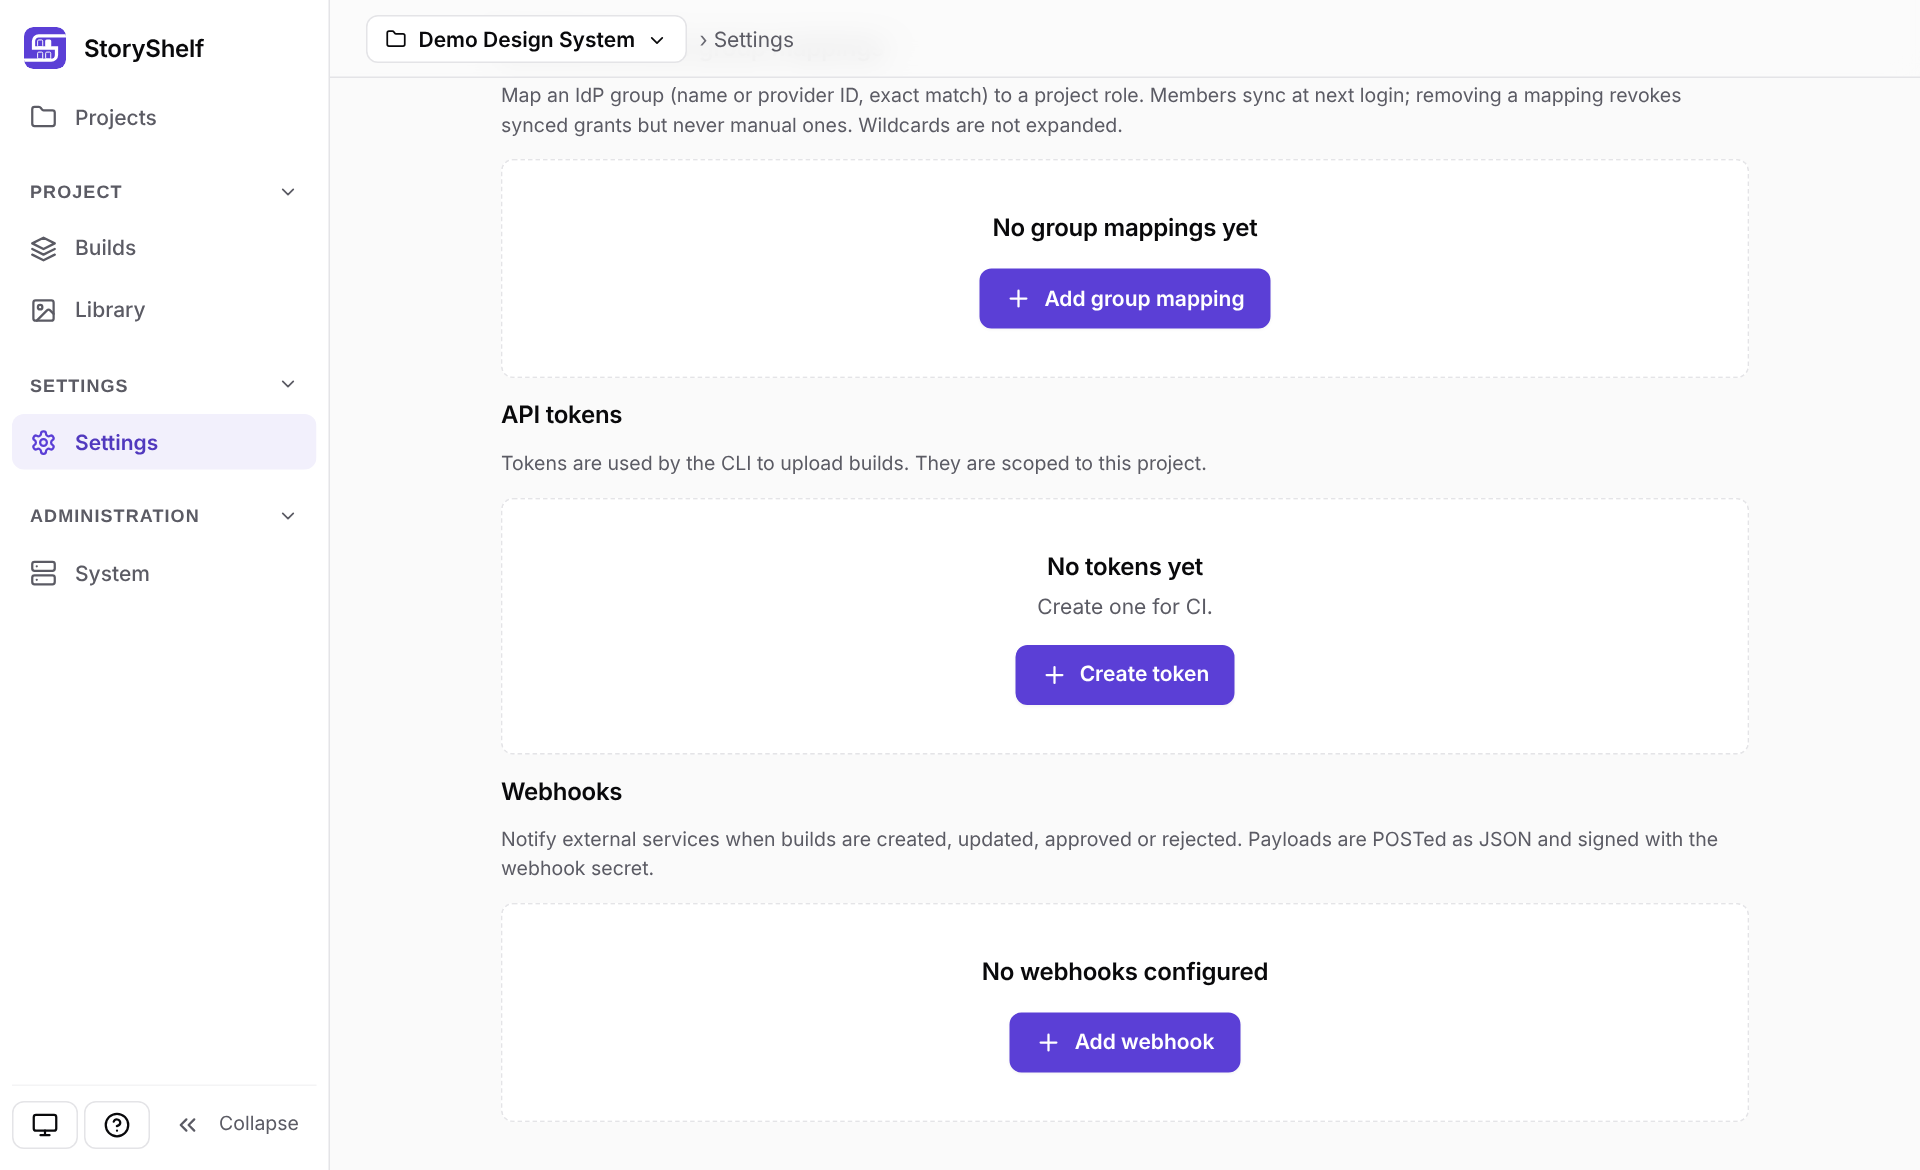 StoryShelf
Projects
PROJECT
Builds
Library
SETTINGS
Settings
ADMINISTRATION
System
Collapse
Demo Design System
› Settings
Map an IdP group (name or provider ID, exact match) to a project role. Members sync at next login; removing a mapping revokes
synced grants but never manual ones. Wildcards are not expanded.
No group mappings yet
Add group mapping
API tokens
Tokens are used by the CLI to upload builds. They are scoped to this project.
No tokens yet
Create one for CI.
Create token
Webhooks
Notify external services when builds are created, updated, approved or rejected. Payloads are POSTed as JSON and signed with the
webhook secret.
No webhooks configured
Add webhook